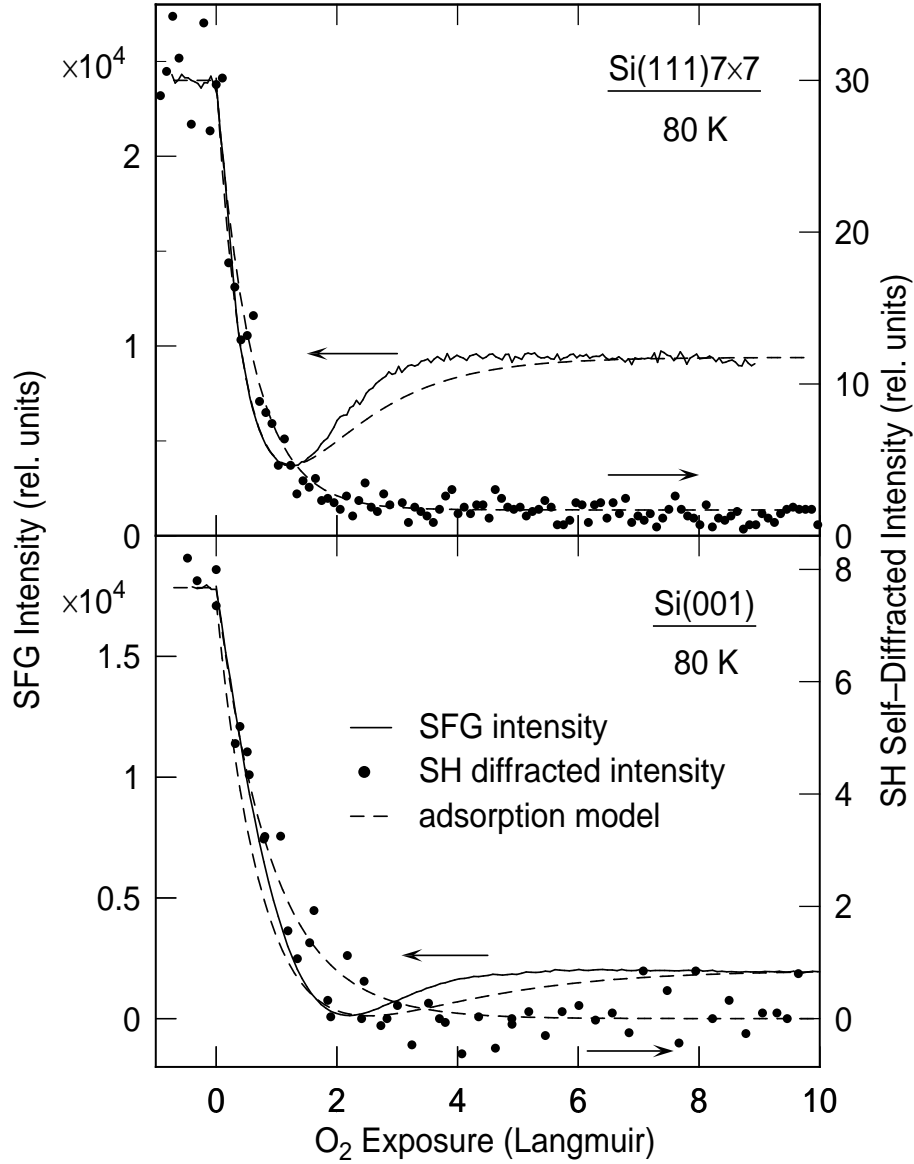 ×10⁴
Si(111)7×7
80 K
30
2
20
1
10
0
0
SFG Intensity (rel. units)
SH Self–Diffracted Intensity (rel. units)
×10⁴
Si(001)
80 K
8
1.5
6
SFG intensity
SH diffracted intensity
adsorption model
1
4
0.5
2
0
0
0
2
4
6
8
10
O₂ Exposure (Langmuir)